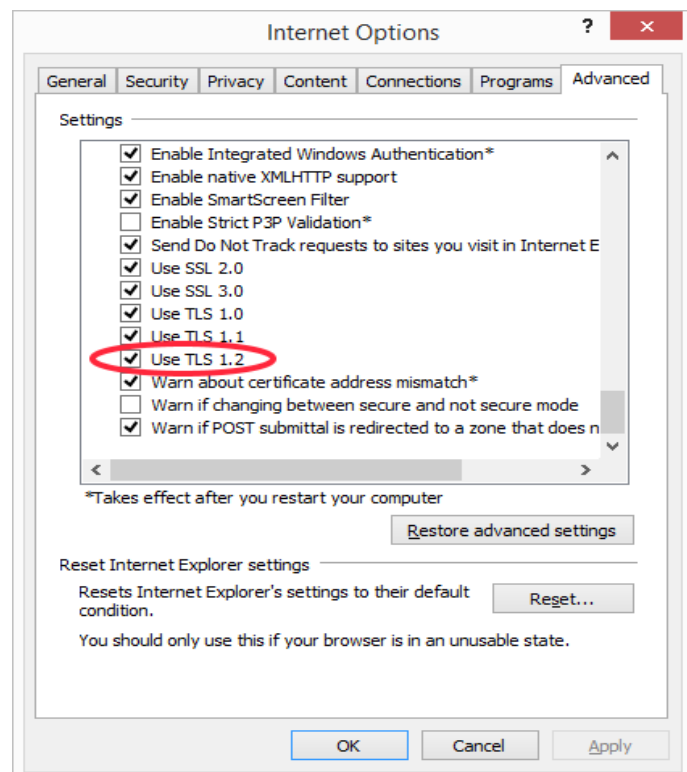 Internet Options
?
General Security Privacy Content Connections Programs Advanced
Settings
Enable Integrated Windows Authentication*
Enable native XMLHTTP support
Enable SmartScreen Filter
Enable Strict P3P Validation*
Send Do Not Track requests to sites you visit in Internet E
Use SSL 2.0
Use SSL 3.0
Use TLS 1.0
Use TLS 1.1
Use TLS 1.2
Warn about certificate address mismatch*
Warn if changing between secure and not secure mode
Warn if POST submittal is redirected to a zone that does n
*Takes effect after you restart your computer
Restore advanced settings
Reset Internet Explorer settings
Resets Internet Explorer's settings to their default
condition.
Reset...
You should only use this if your browser is in an unusable state.
OK Cancel Apply